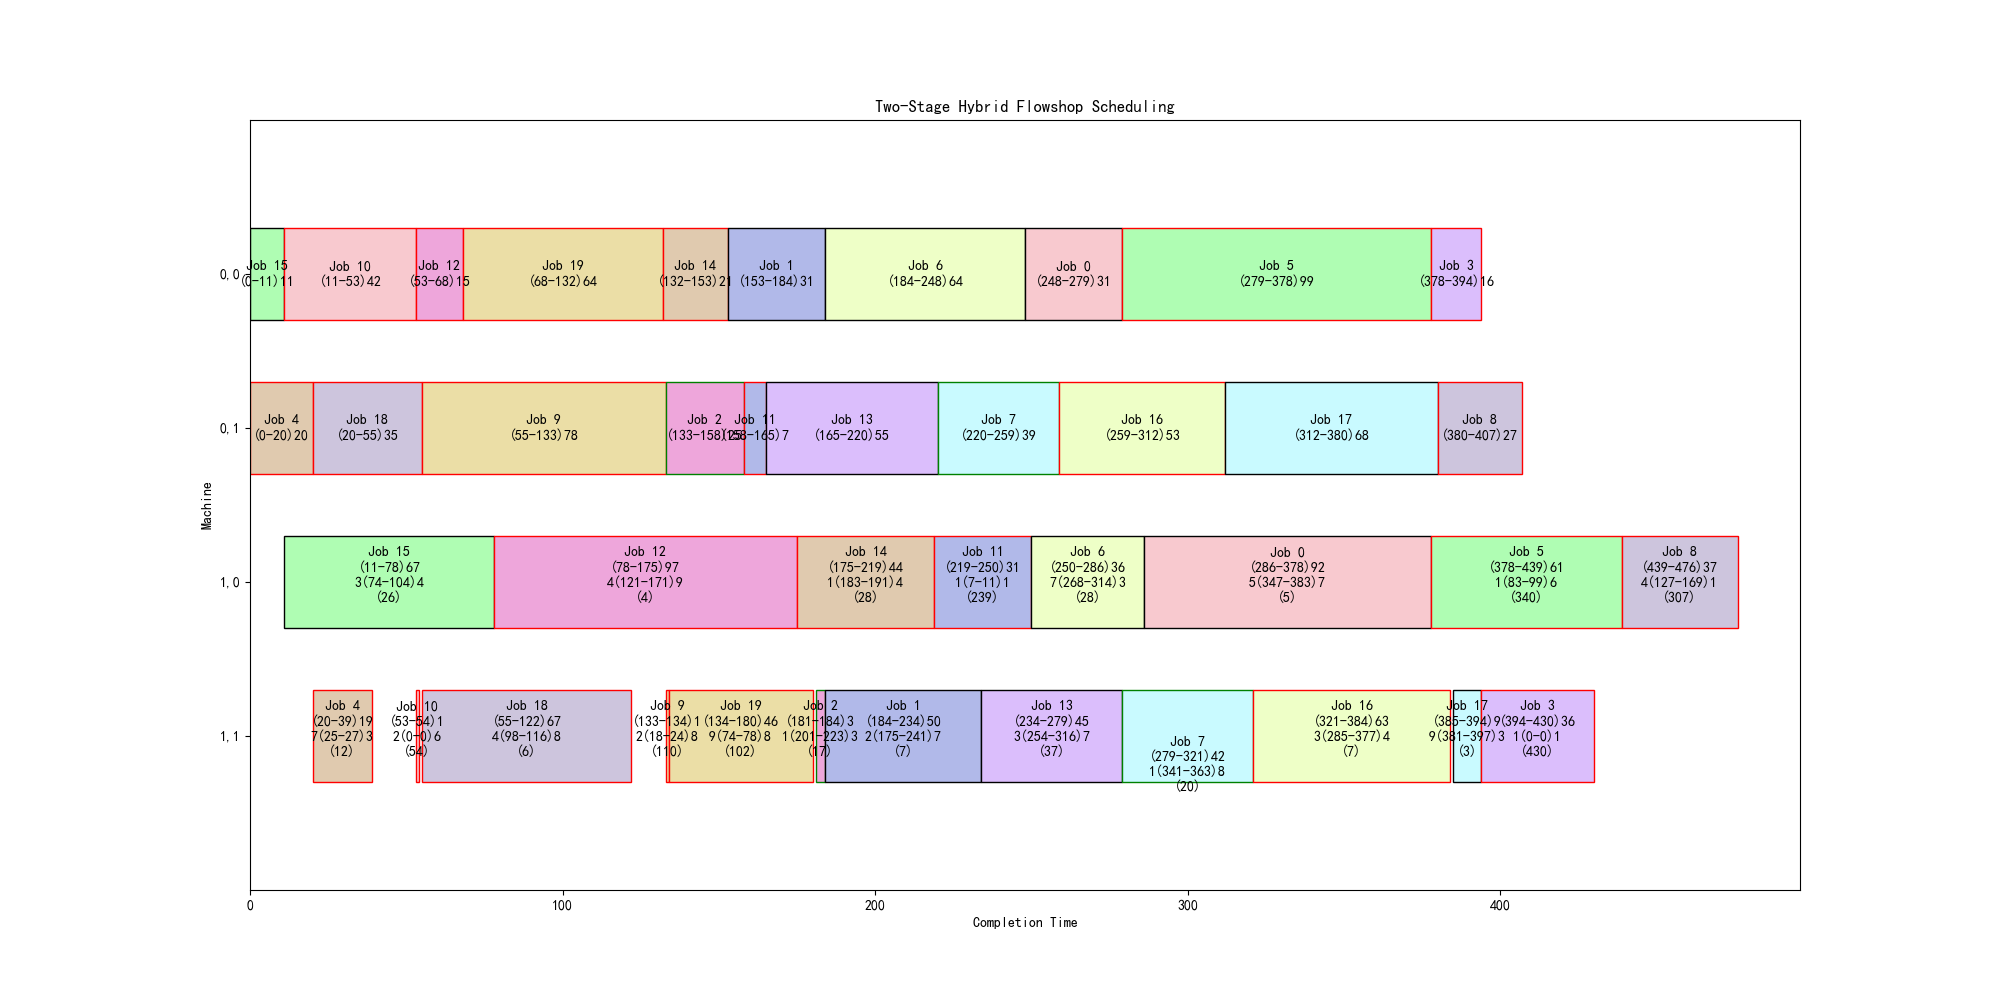 Two-Stage Hybrid Flowshop Scheduling
Machine
0,0
Job 15
(0-11)11
Job 10
(11-53)42
Job 12
(53-68)15
Job 19
(68-132)64
Job 14
(132-153)21
Job 1
(153-184)31
Job 6
(184-248)64
Job 0
(248-279)31
Job 5
(279-378)99
Job 3
(378-394)16
0,1
Job 4
(0-20)20
Job 18
(20-55)35
Job 9
(55-133)78
Job 2
(133-158)25
Job 11
(158-165)7
Job 13
(165-220)55
Job 7
(220-259)39
Job 16
(259-312)53
Job 17
(312-380)68
Job 8
(380-407)27
1,0
Job 15
(11-78)67
3(74-104)4
(26)
Job 12
(78-175)97
4(121-171)9
(4)
Job 14
(175-219)44
1(183-191)4
(28)
Job 11
(219-250)31
1(7-11)1
(239)
Job 6
(250-286)36
7(268-314)3
(28)
Job 0
(286-378)92
5(347-383)7
(5)
Job 5
(378-439)61
1(83-99)6
(340)
Job 8
(439-476)37
4(127-169)1
(307)
1,1
Job 4
(20-39)19
7(25-27)3
(12)
Job 10
(53-54)1
2(0-0)6
(54)
Job 18
(55-122)67
4(98-116)8
(6)
Job 9
(133-134)1
2(18-24)8
(110)
Job 19
(134-180)46
9(74-78)8
(102)
Job 2
(181-184)3
1(201-223)3
(17)
Job 1
(184-234)50
2(175-241)7
(7)
Job 13
(234-279)45
3(254-316)7
(37)
Job 7
(279-321)42
1(341-363)8
(20)
Job 16
(321-384)63
3(285-377)4
(7)
Job 17
(385-394)9
9(381-397)3
(3)
Job 3
(394-430)36
1(0-0)1
(430)
0
100
200
300
400
Completion Time